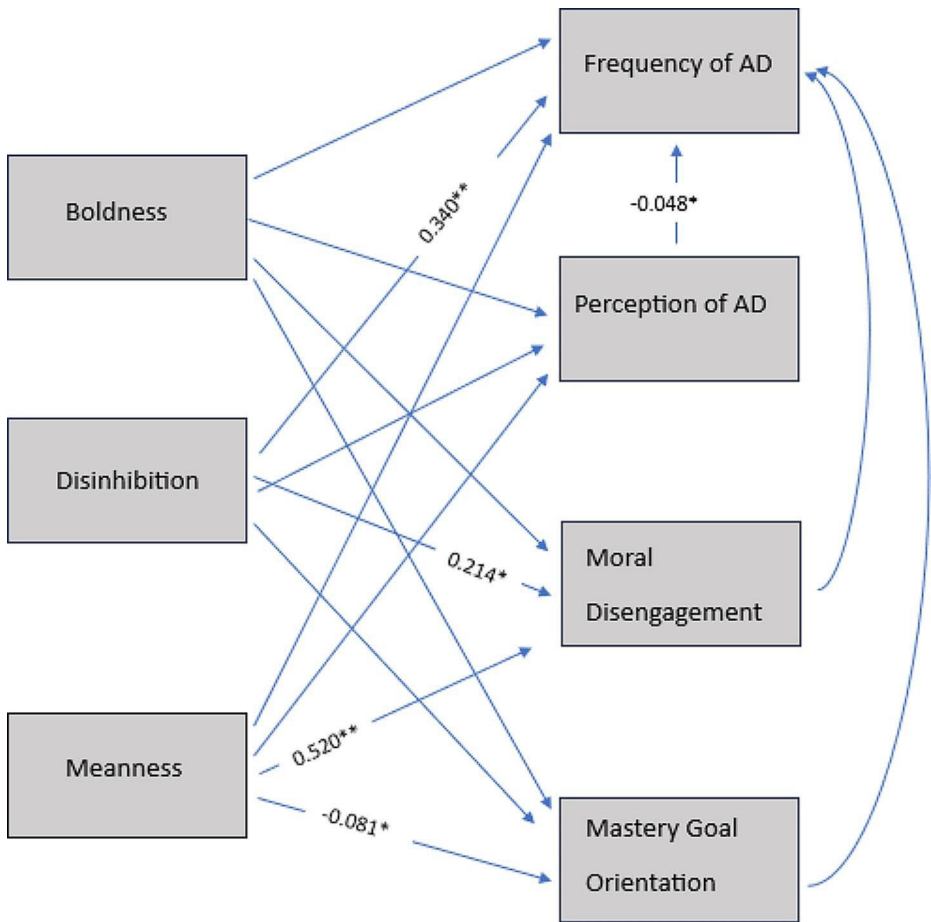 Frequency of AD
0.340**
-0.048*
Boldness
Perception of AD
Disinhibition
0.214*
Moral
Disengagement
0.520**
Meanness
-0.081*
Mastery Goal
Orientation